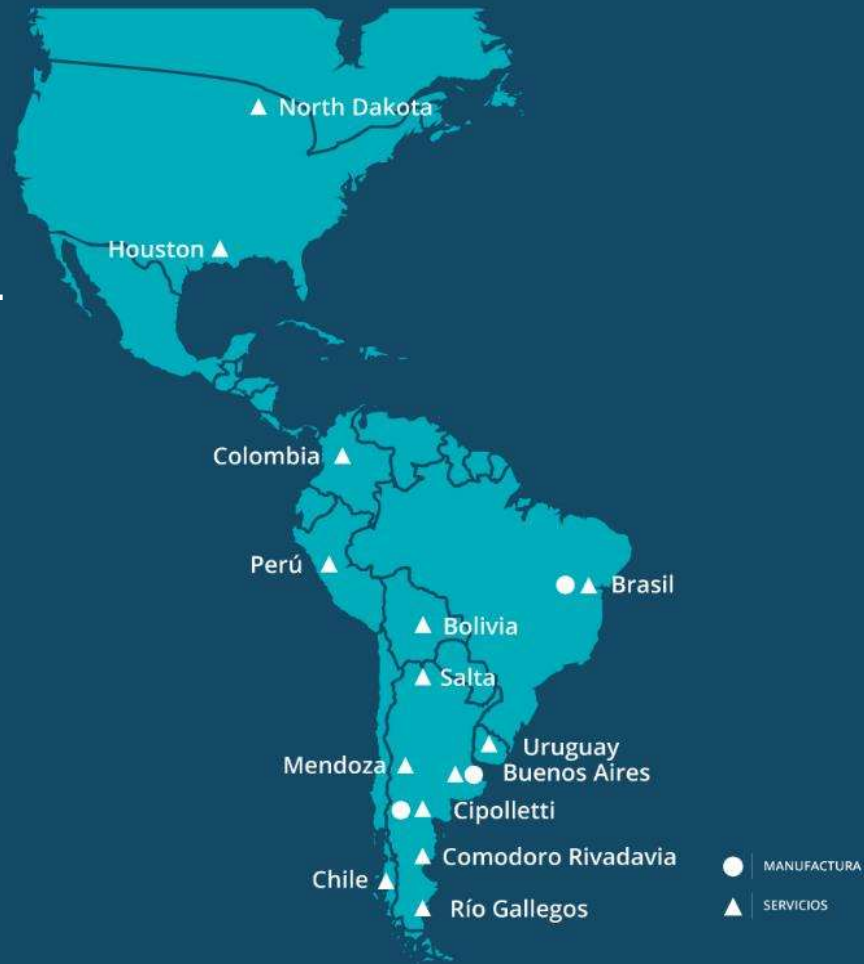 North Dakota
Houston
Colombia
Perú
Brasil
Bolivia
Salta
Uruguay
Mendoza
Buenos Aires
Cipolletti
Comodoro Rivadavia
MANUFACTURA
Chile
SERVICIOS
Río Gallegos